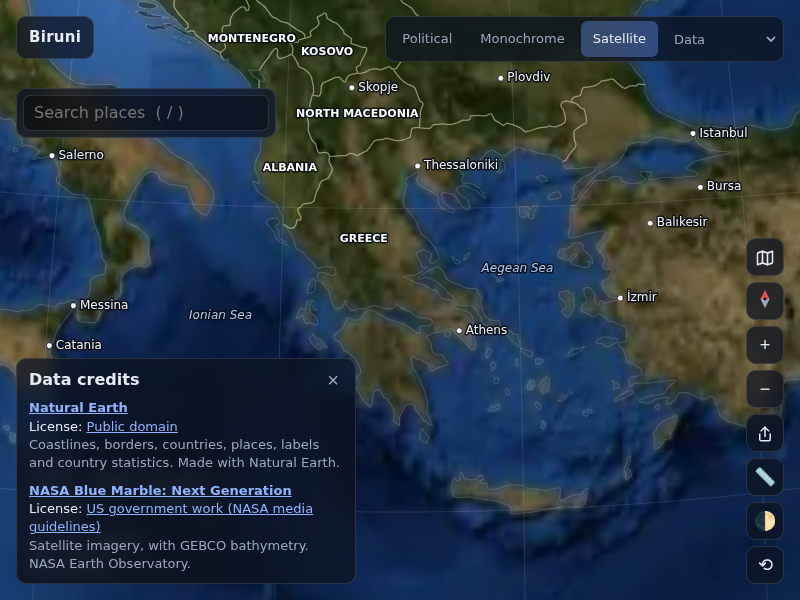 Biruni
Political
Monochrome
Satellite
Data
Search places ( / )
MONTENEGRO
KOSOVO
Skopje
Plovdiv
NORTH MACEDONIA
Istanbul
Salerno
ALBANIA
Thessaloniki
Bursa
Balıkesir
GREECE
Aegean Sea
İzmir
Messina
Ionian Sea
Athens
Catania
Data credits
Natural Earth
License: Public domain
Coastlines, borders, countries, places, labels
and country statistics. Made with Natural Earth.
NASA Blue Marble: Next Generation
License: US government work (NASA media
guidelines)
Satellite imagery, with GEBCO bathymetry.
NASA Earth Observatory.